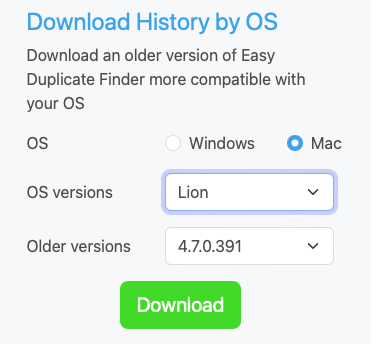 Download History by OS
Download an older version of Easy
Duplicate Finder more compatible with
your OS
OS Windows Mac
OS versions Lion
Older versions 4.7.0.391
Download